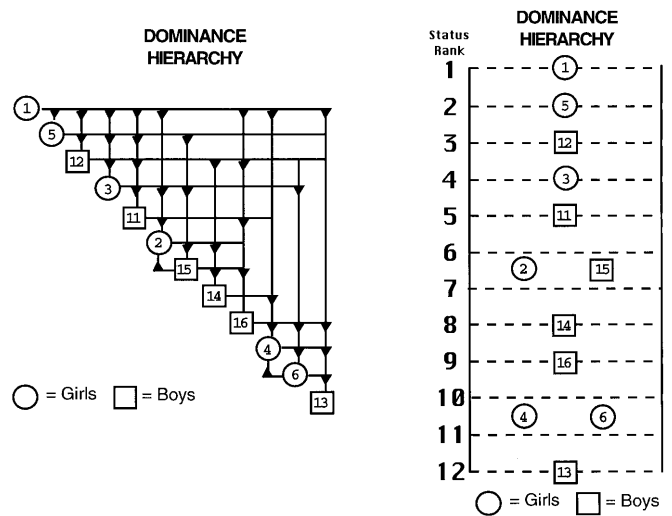 DOMINANCE
HIERARCHY
1
5
12
3
11
2
15
14
16
4
6
13
= Girls
= Boys
DOMINANCE
HIERARCHY
Status
Rank
1 1
2 5
3 12
4 3
5 11
6
2 15
7
8 14
9 16
10
4 6
11
12 13
= Girls = Boys